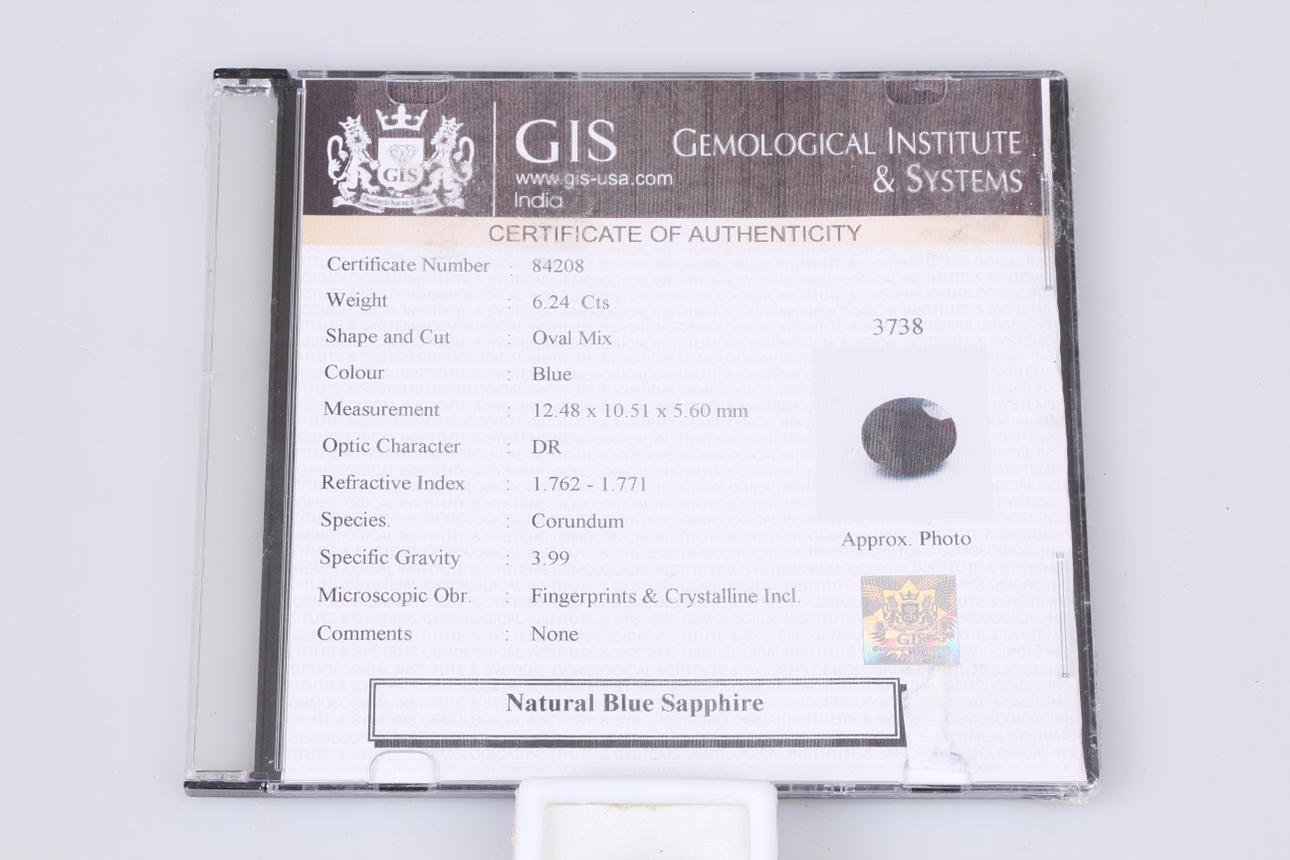 GIS
www.gis-usa.com
India
GEMOLOGICAL INSTITUTE
& SYSTEMS
GIS
CERTIFICATE OF AUTHENTICITY
Certificate Number : 84208
Weight : 6.24 Cts
Shape and Cut : Oval Mix
Colour : Blue
Measurement : 12.48 x 10.51 x 5.60 mm
Optic Character : DR
Refractive Index : 1.762 - 1.771
Species. : Corundum
Specific Gravity : 3.99
Microscopic Obr. : Fingerprints & Crystalline Incl.
Comments : None
3738
Approx. Photo
GIS
Natural Blue Sapphire